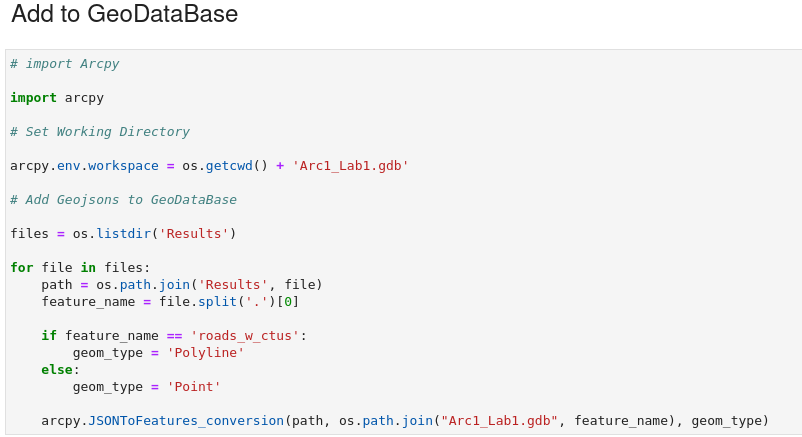 Add to GeoDataBase
# import Arcpy
import arcpy
# Set Working Directory
arcpy.env.workspace = os.getcwd() + 'Arc1_Lab1.gdb'
# Add Geojsons to GeoDataBase
files = os.listdir('Results')
for file in files:
    path = os.path.join('Results', file)
    feature_name = file.split('.')[0]
    if feature_name == 'roads_w_ctus':
        geom_type = 'Polyline'
    else:
        geom_type = 'Point'
    arcpy.JSONToFeatures_conversion(path, os.path.join("Arc1_Lab1.gdb", feature_name), geom_type)